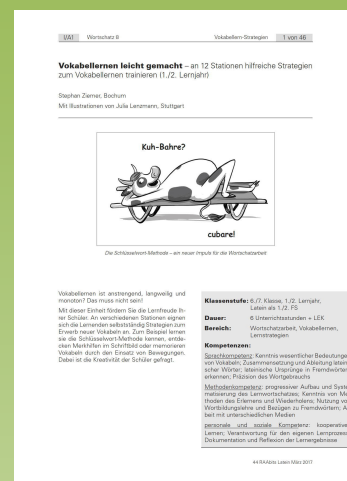 I/A1 Wortschatz 8 Vokabellern-Strategien 1 von 46
Vokabellernen leicht gemacht – an 12 Stationen hilfreiche Strategien
zum Vokabellernen trainieren (1./2. Lernjahr)
Stephan Ziemer, Bochum
Mit Illustrationen von Julia Lenzmann, Stuttgart
Kuh-Bahre?
cubare!
Die Schlüsselwort-Methode – ein neuer Impuls für die Wortschatzarbeit
Vokabellernen ist anstrengend, langweilig und
monoton? Das muss nicht sein!
Mit dieser Einheit fördern Sie die Lernfreude Ih-
rer Schüler. An verschiedenen Stationen eignen
sich die Lernenden selbstständig Strategien zum
Erwerb neuer Vokabeln an. Zum Beispiel lernen
sie die Schlüsselwort-Methode kennen, entde-
cken Merkhilfen im Schriftbild oder memorieren
Vokabeln durch den Einsatz von Bewegungen.
Dabei ist die Kreativität der Schüler gefragt.
Klassenstufe: 6./7. Klasse, 1./2. Lernjahr,
Latein als 1./2. FS
Dauer: 6 Unterrichtsstunden + LEK
Bereich: Wortschatzarbeit, Vokabellernen,
Lernstrategien
Kompetenzen:
Sprachkompetenz: Kenntnis wesentlicher Bedeutunge
von Vokabeln; Zusammensetzung und Ableitung latein
scher Wörter; lateinische Ursprünge in Fremdwörter
erkennen; Präzision des Wortgebrauchs
Methodenkompetenz: progressiver Aufbau und Syste
matisierung des Lernwortschatzes; Kenntnis von Me
thoden des Erlernens und Wiederholens; Nutzung vo
Wortbildungslehre und Bezügen zu Fremdwörtern; A
beit mit unterschiedlichen Medien
personale und soziale Kompetenz: kooperative
Lernen; Verantwortung für den eigenen Lernprozess
Dokumentation und Reflexion der Lernergebnisse
44 RAAbits Latein März 2017